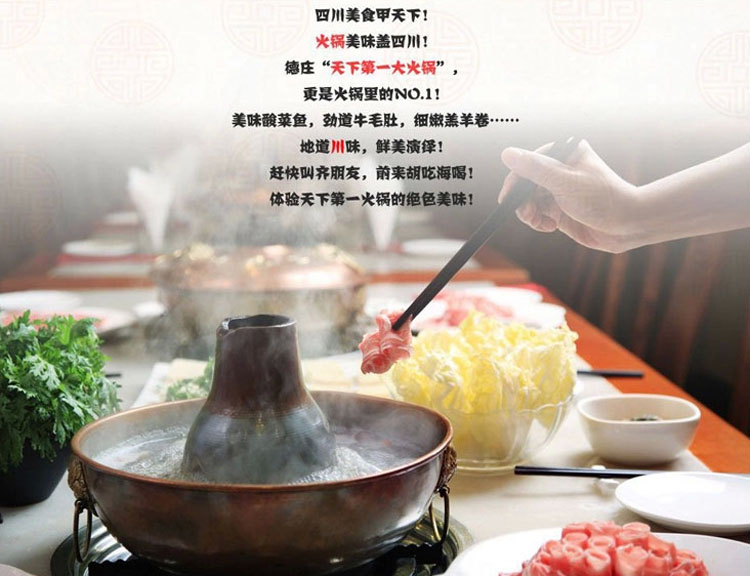 四川美食甲天下！
火锅美味盖四川！
德庄“天下第一大火锅”，
更是火锅里的NO.1！
美味酸菜鱼，劲道牛毛肚，细嫩羔羊卷……
地道川味，鲜美演绎！
赶快叫齐朋友，前来胡吃海喝！
体验天下第一火锅的绝色美味！